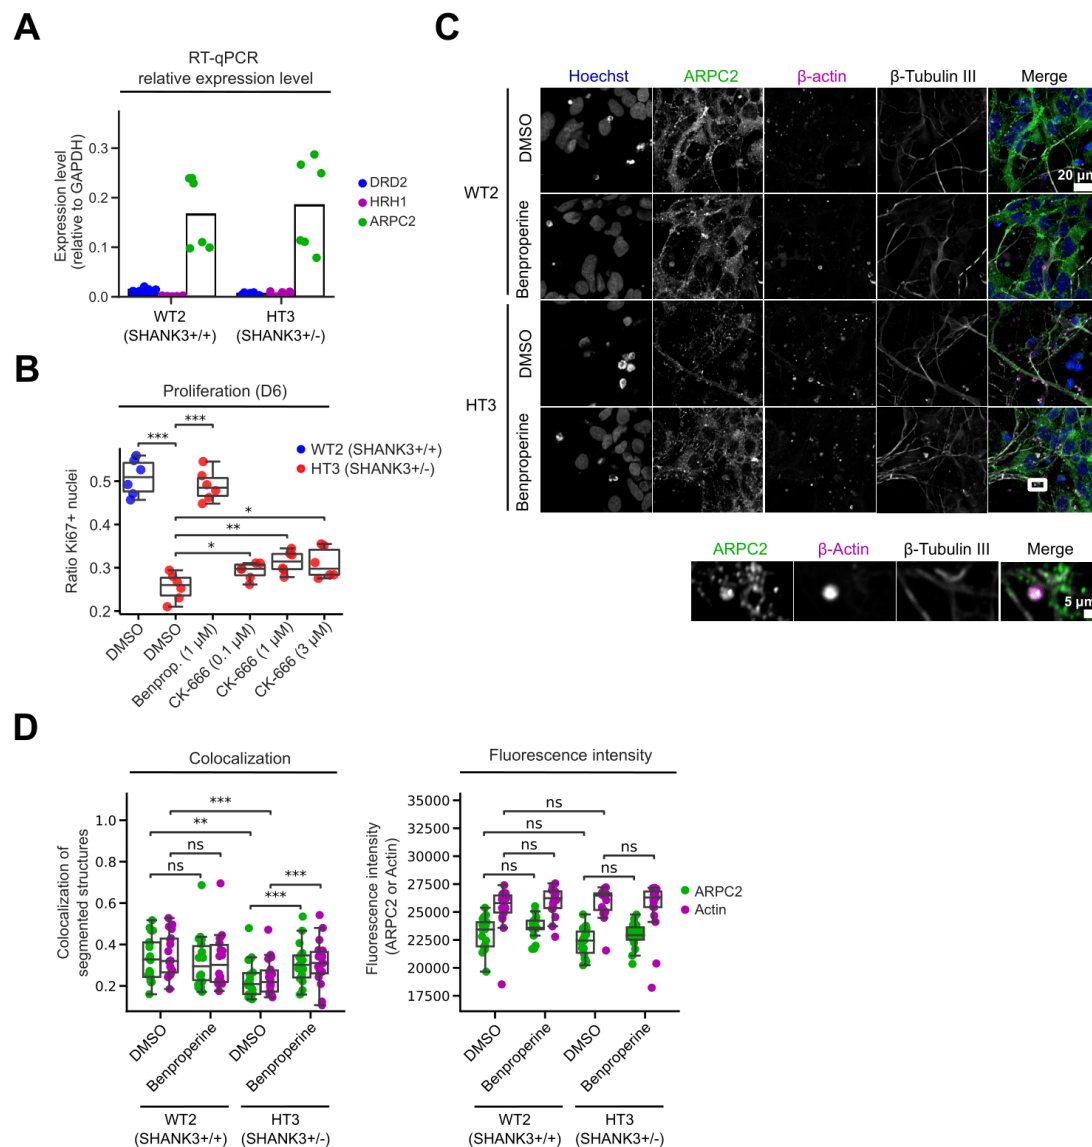 A
RT-qPCR
relative expression level
Expression level
(relative to GAPDH)
0.3
0.2
0.1
0.0
DRD2
HRH1
ARPC2
WT2
(SHANK3+/+)
HT3
(SHANK3+/-)
B
Proliferation (D6)
Ratio Ki67+ nuclei
0.5
0.4
0.3
0.2
***
***
*
**
*
WT2 (SHANK3+/+)
HT3 (SHANK3+/-)
DMSO
DMSO
Benprop. (1 µM)
CK-666 (0.1 µM)
CK-666 (1 µM)
CK-666 (3 µM)
C
Hoechst
ARPC2
β-actin
β-Tubulin III
Merge
WT2
DMSO
Benproperine
HT3
DMSO
Benproperine
20 µm
ARPC2
β-Actin
β-Tubulin III
Merge
5 µm
D
Colocalization
Colocalization of
segmented structures
1.0
0.8
0.6
0.4
0.2
***
**
ns
ns
***
***
DMSO
Benproperine
DMSO
Benproperine
WT2
(SHANK3+/+)
HT3
(SHANK3+/-)
Fluorescence intensity
Fluorescence intensity
(ARPC2 or Actin)
35000
32500
30000
27500
25000
22500
20000
17500
ns
ns
ns
ns
ns
ns
ARPC2
Actin
DMSO
Benproperine
DMSO
Benproperine
WT2
(SHANK3+/+)
HT3
(SHANK3+/-)